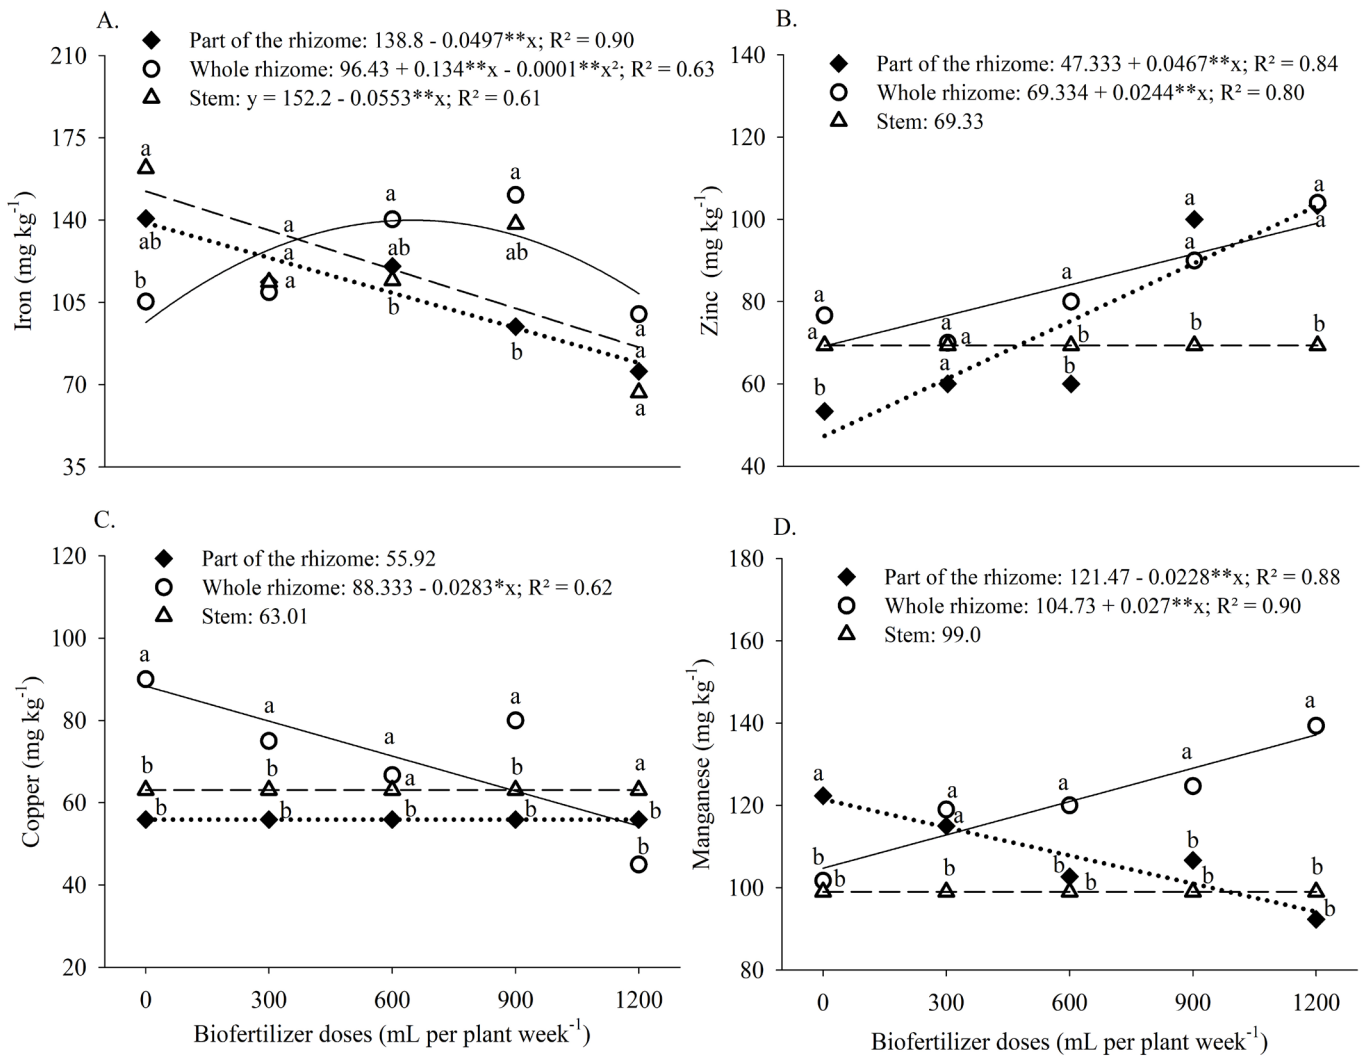 A.
Part of the rhizome: 138.8 - 0.0497**x; R² = 0.90
Whole rhizome: 96.43 + 0.134**x - 0.0001**x²; R² = 0.63
Stem: y = 152.2 - 0.0553**x; R² = 0.61
210
175
140
105
70
35
Iron (mg kg⁻¹)
a
ab
b
a
a
a
a
ab
b
a
ab
b
a
a
a
B.
Part of the rhizome: 47.333 + 0.0467**x; R² = 0.84
Whole rhizome: 69.334 + 0.0244**x; R² = 0.80
Stem: 69.33
140
120
100
80
60
40
Zinc (mg kg⁻¹)
a
a
b
a
a
a
a
b
b
a
a
b
a
a
b
C.
Part of the rhizome: 55.92
Whole rhizome: 88.333 - 0.0283*x; R² = 0.62
Stem: 63.01
120
100
80
60
40
20
Copper (mg kg⁻¹)
a
b
b
a
b
b
a
a
b
a
b
b
a
b
b
0 300 600 900 1200
Biofertilizer doses (mL per plant week⁻¹)
D.
Part of the rhizome: 121.47 - 0.0228**x; R² = 0.88
Whole rhizome: 104.73 + 0.027**x; R² = 0.90
Stem: 99.0
180
160
140
120
100
80
Manganese (mg kg⁻¹)
a
b
b
a
a
b
a
b
b
a
b
b
a
b
b
0 300 600 900 1200
Biofertilizer doses (mL per plant week⁻¹)